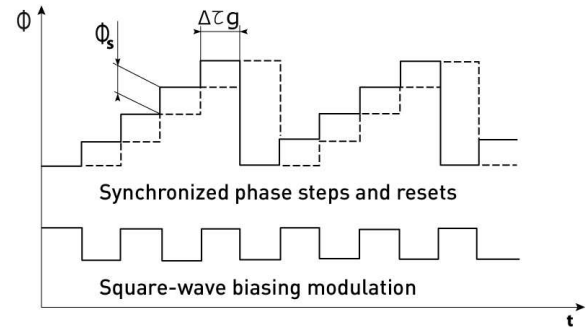 Φ
Φs
Δτg
Synchronized phase steps and resets
Square-wave biasing modulation
t